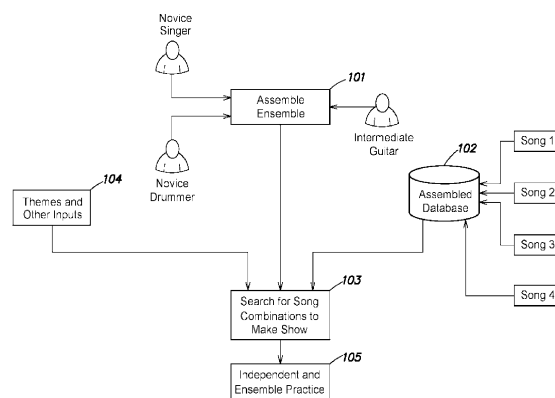 Novice
Singer
101
Assemble
Ensemble
Intermediate
Guitar
Novice
Drummer
102
Assembled
Database
Song 1
Song 2
Song 3
Song 4
104
Themes and
Other Inputs
103
Search for Song
Combinations to
Make Show
105
Independent and
Ensemble Practice